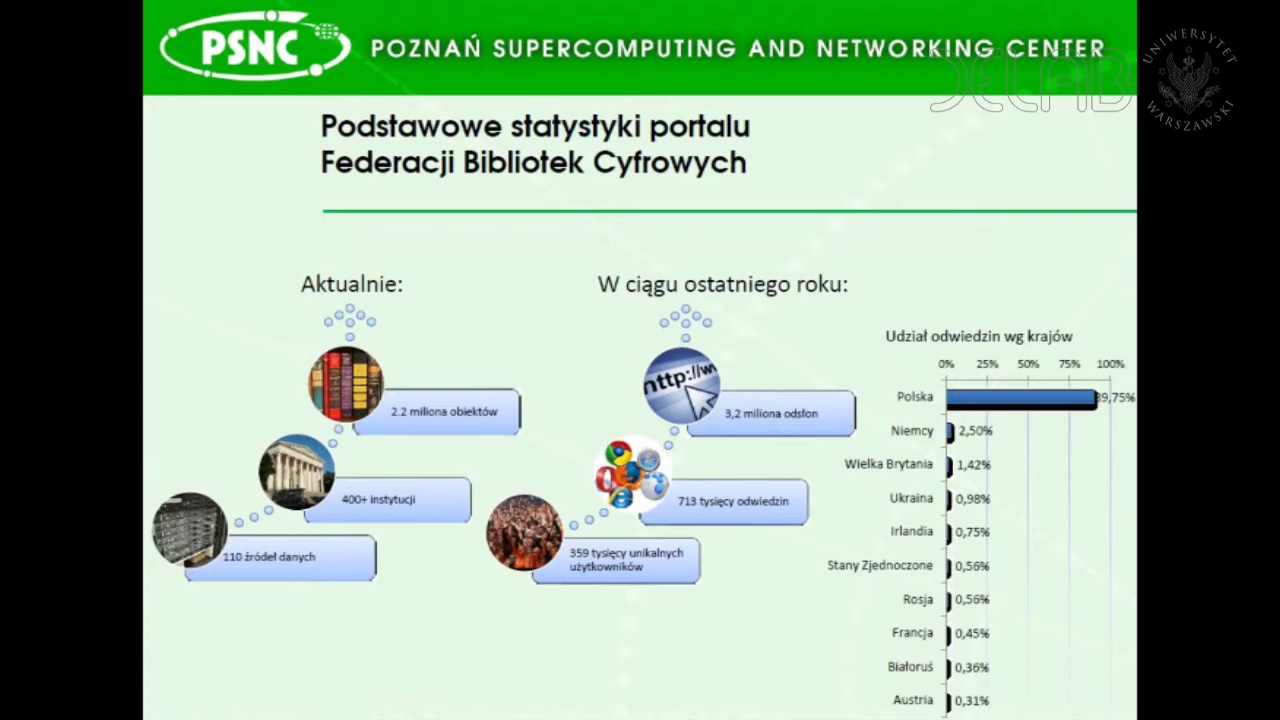 PSNC
POZNAŃ SUPERCOMPUTING AND NETWORKING CENTER
DELAB
UNIWERSYTET
WARSZAWSKI
Podstawowe statystyki portalu
Federacji Bibliotek Cyfrowych
Aktualnie:
2.2 miliona obiektów
400+ instytucji
110 źródeł danych
W ciągu ostatniego roku:
http://w
3,2 miliona odsłon
713 tysięcy odwiedzin
359 tysięcy unikalnych
użytkowników
Udział odwiedzin wg krajów
0% 25% 50% 75% 100%
Polska 89,75%
Niemcy 2,50%
Wielka Brytania 1,42%
Ukraina 0,98%
Irlandia 0,75%
Stany Zjednoczone 0,56%
Rosja 0,56%
Francja 0,45%
Białoruś 0,36%
Austria 0,31%